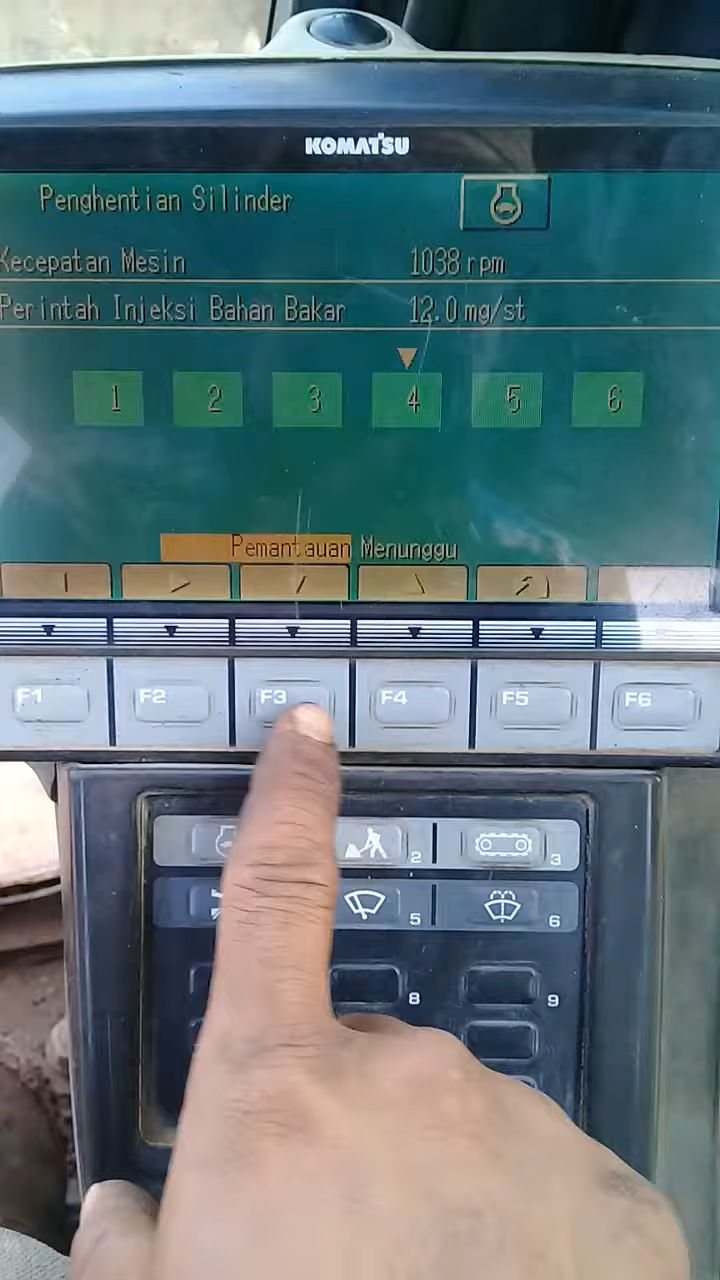 KOMATSU
Penghentian Silinder
Kecepatan Mesin 1038 rpm
Perintah Injeksi Bahan Bakar 12.0 mg/st
1 2 3 4 5 6
Pemantauan Menunggu
F1 F2 F3 F4 F5 F6
2 3
5 6
8 9